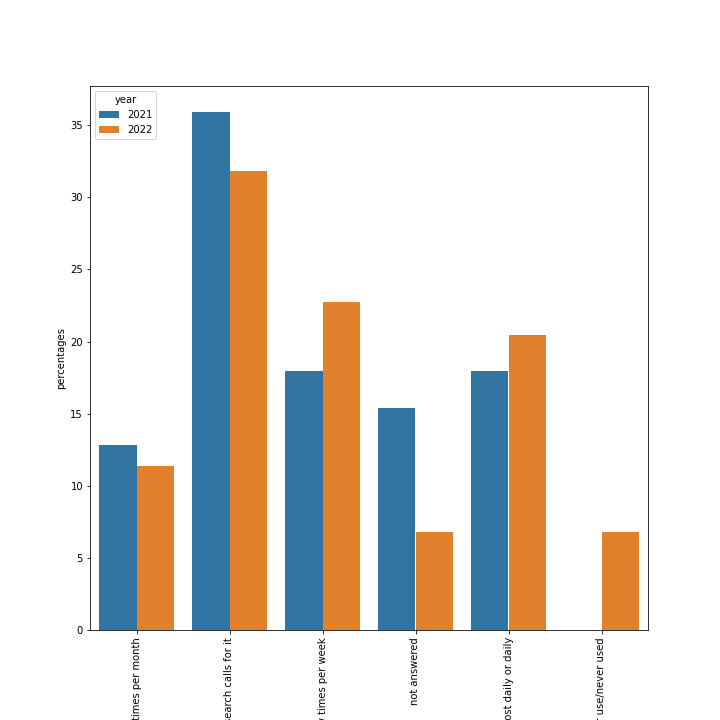 year
2021
2022
35
30
25
20
15
10
5
0
percentages
times per month
search calls for it
times per week
not answered
daily or daily
use/never used